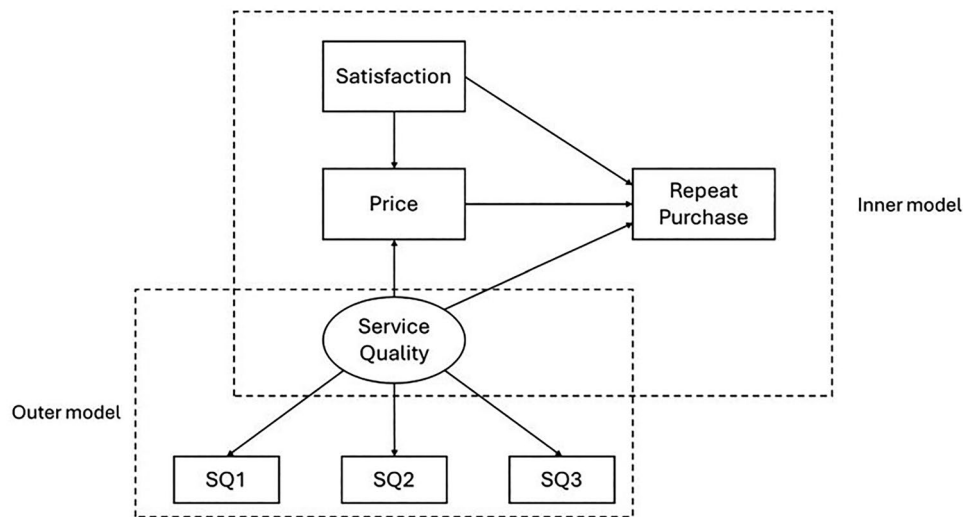 Satisfaction
Price
Repeat
Purchase
Inner model
Service
Quality
Outer model
SQ1
SQ2
SQ3